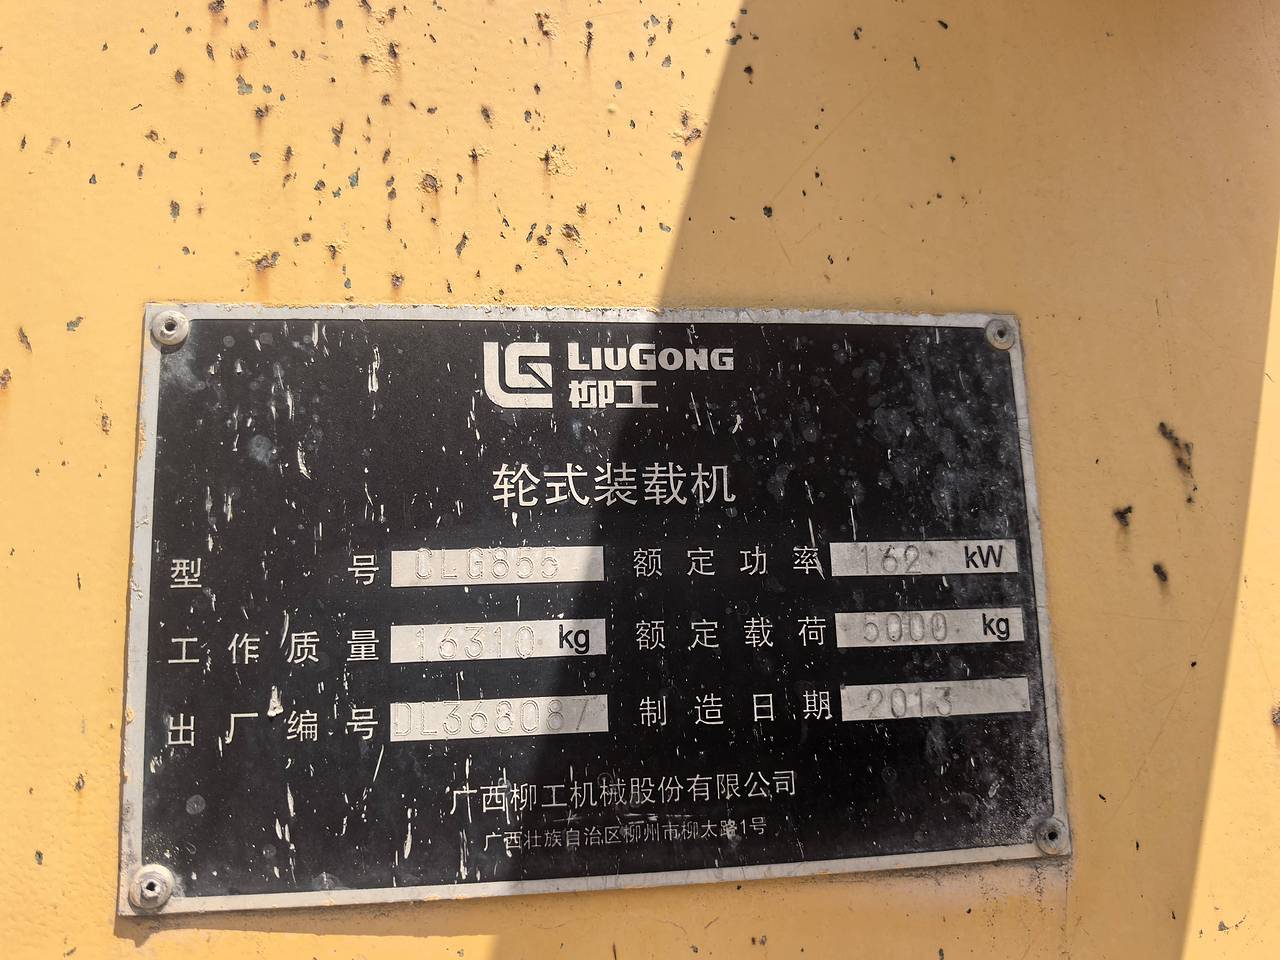 LG LIUGONG
柳工
轮式装载机
型号 CLG855 额定功率 162 kW
工作质量 16310 kg 额定载荷 5000 kg
出厂编号 DL368087 制造日期 2013
广西柳工机械股份有限公司
广西壮族自治区柳州市柳太路1号